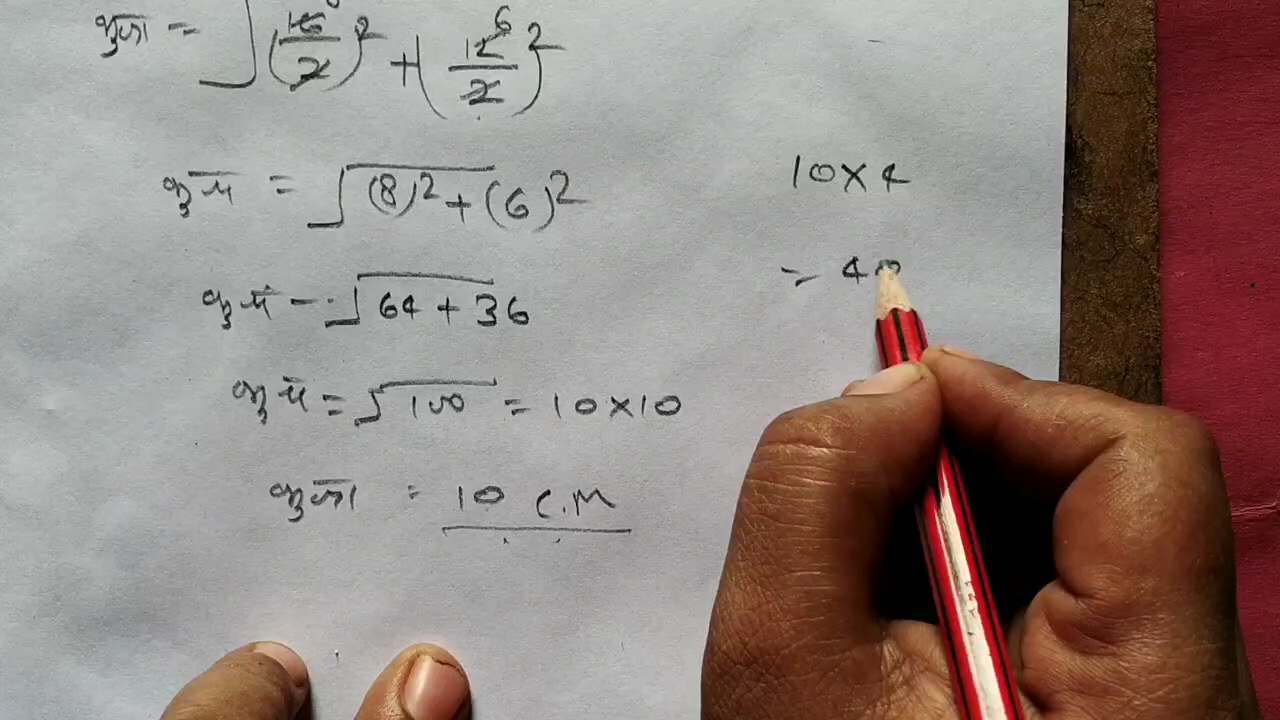 भुजा = √(16/2)² + (12/2)²
6
भुजा = √(8)² + (6)²
भुजा = √64 + 36
भुजा = √100 = 10×10
भुजा = 10 C.M
10×4
= 40